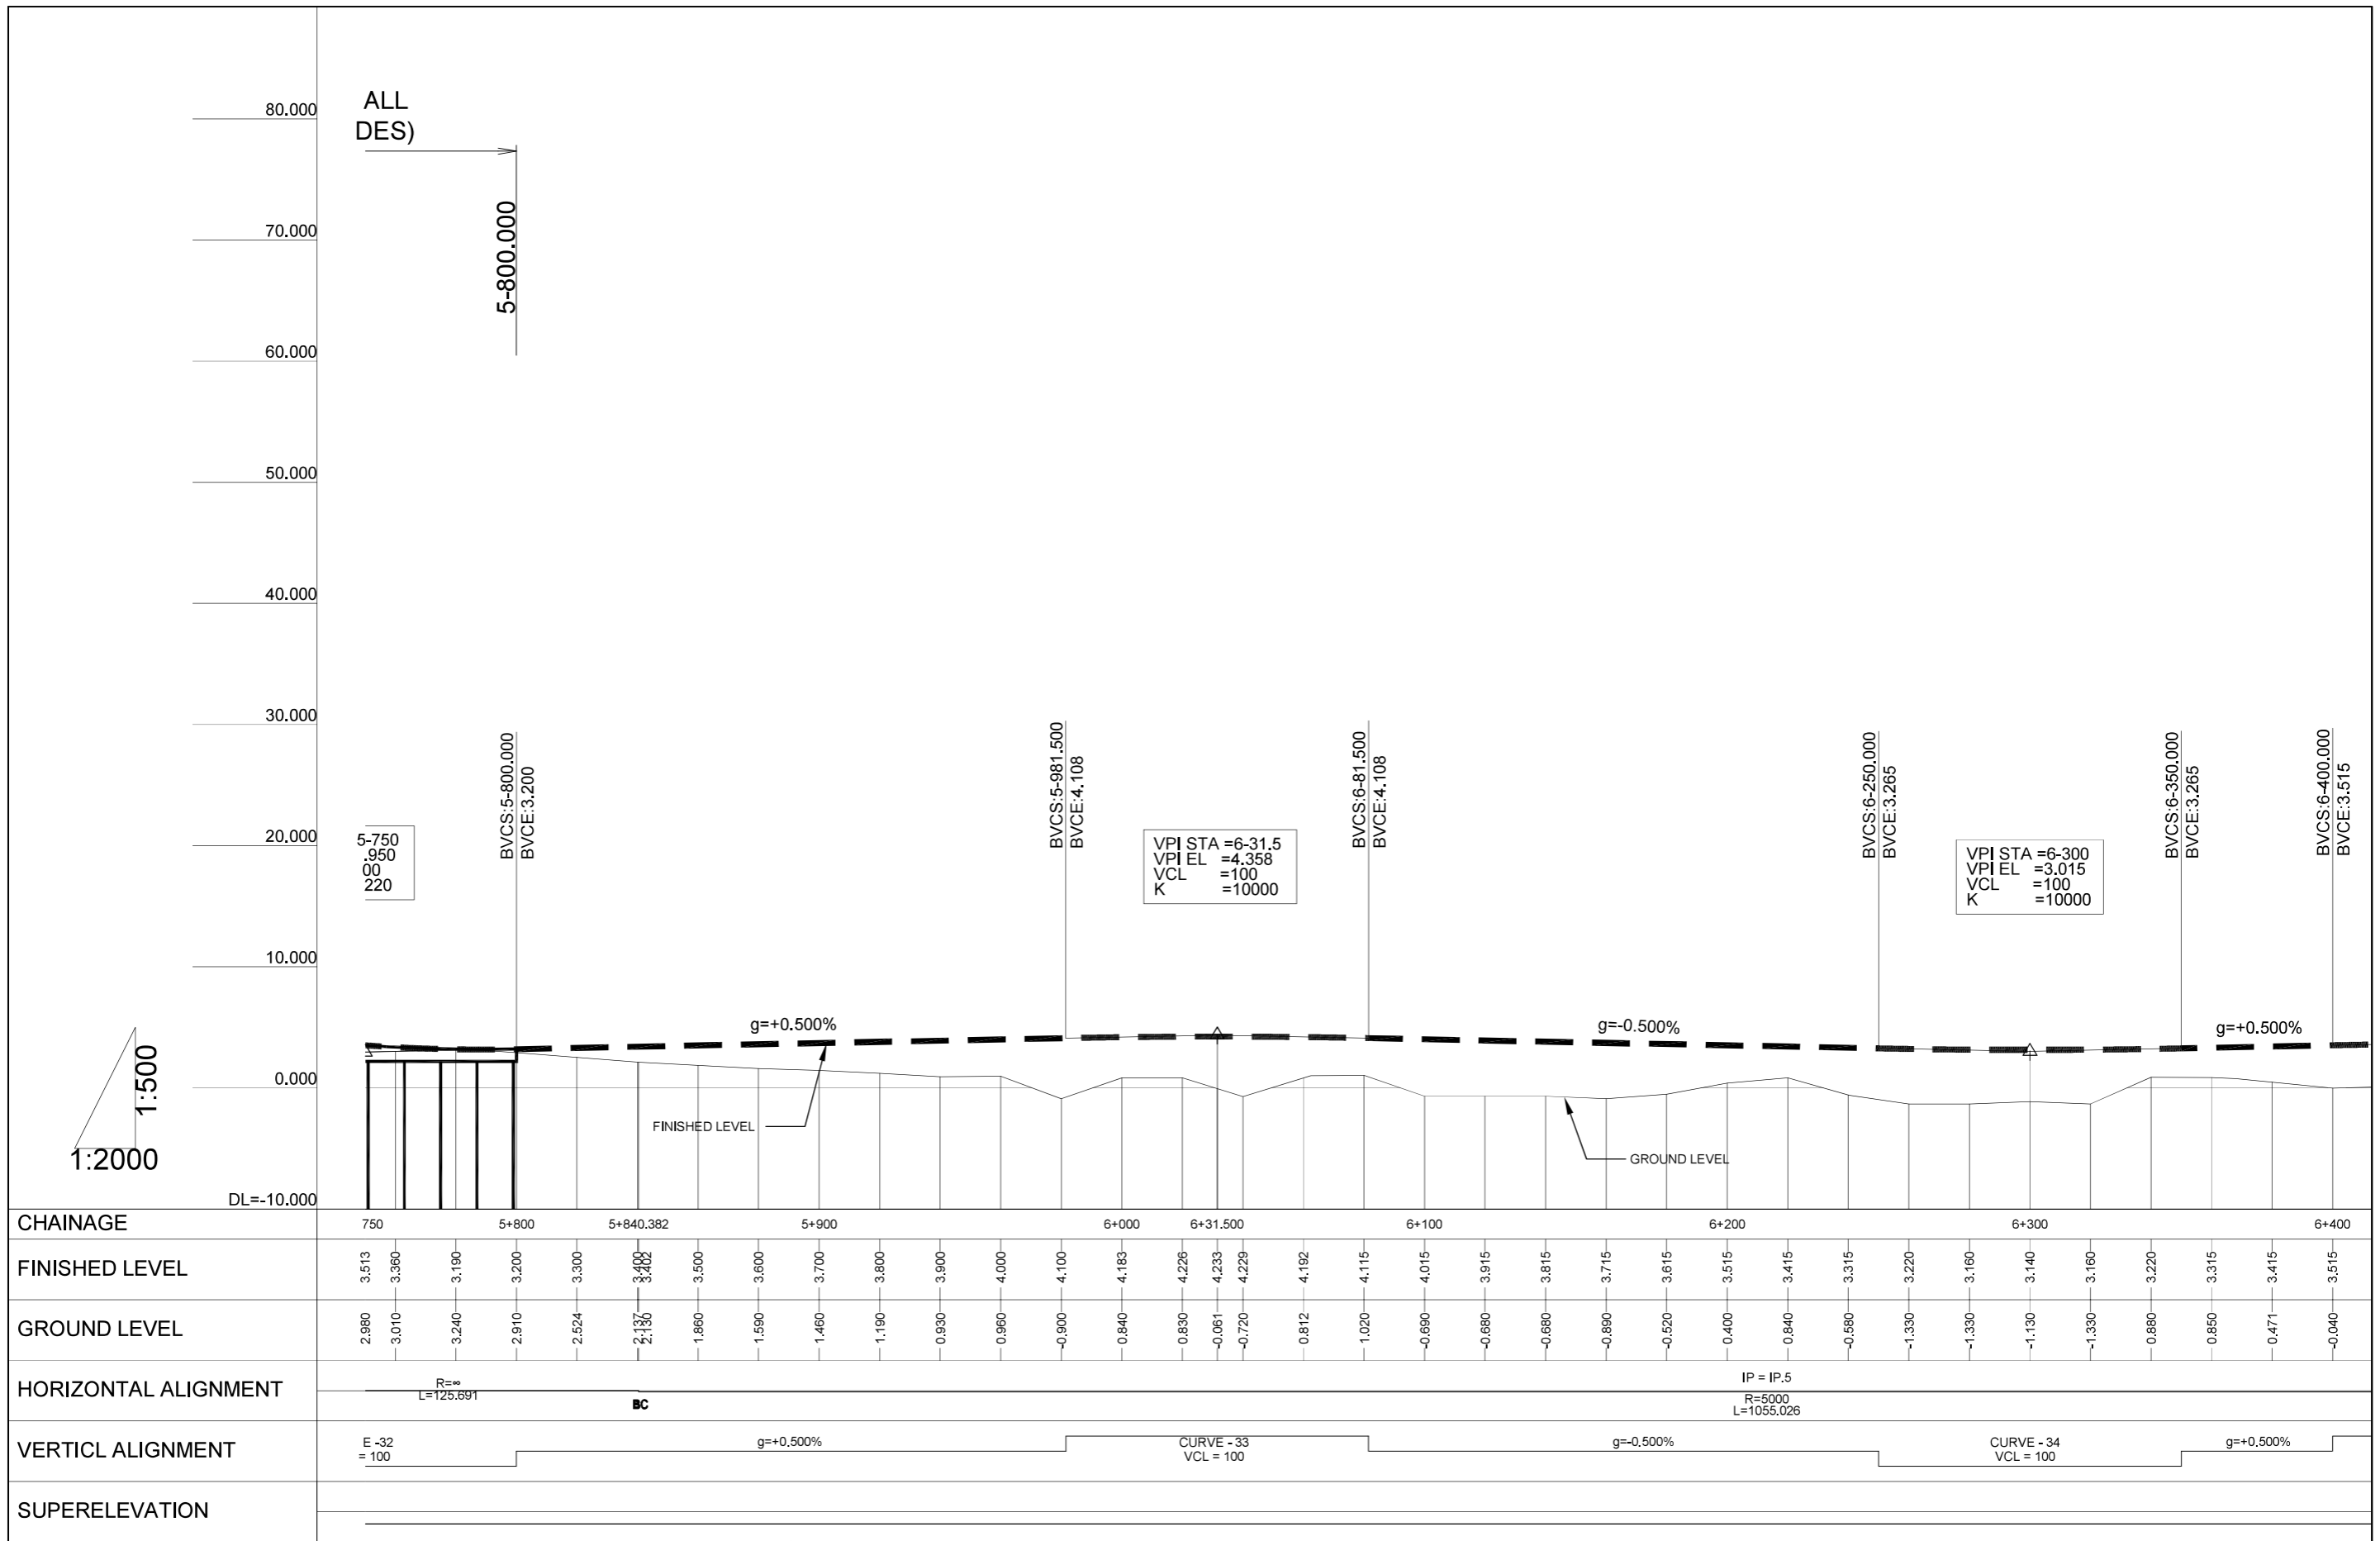 ALL
DES)
5-800.000
80.000
70.000
60.000
50.000
40.000
30.000
20.000
10.000
0.000
DL=-10.000
1:500
1:2000
5-750
.950
00
220
BVCS:5-800.000
BVCE:3.200
BVCS:5-981.500
BVCE:4.108
VPI STA =6-31.5
VPI EL =4.358
VCL =100
K =10000
BVCS:6-81.500
BVCE:4.108
BVCS:6-250.000
BVCE:3.265
VPI STA =6-300
VPI EL =3.015
VCL =100
K =10000
BVCS:6-350.000
BVCE:3.265
BVCS:6-400.000
BVCE:3.515
g=+0.500%
g=-0.500%
g=+0.500%
FINISHED LEVEL
GROUND LEVEL
CHAINAGE 750 5+800 5+840.382 5+900 6+000 6+31.500 6+100 6+200 6+300 6+400
FINISHED LEVEL 3.513 3.360 3.190 3.200 3.300 3.400 3.402 3.500 3.600 3.700 3.800 3.900 4.000 4.100 4.183 4.226 4.233 4.229 4.192 4.115 4.015 3.915 3.815 3.715 3.615 3.515 3.415 3.315 3.220 3.160 3.140 3.160 3.220 3.315 3.415 3.515
GROUND LEVEL 2.980 3.010 3.240 2.910 2.524 2.137 2.130 1.860 1.590 1.460 1.190 0.930 0.960 -0.900 0.840 0.830 -0.061 -0.720 0.812 1.020 -0.690 -0.680 -0.680 -0.890 -0.520 0.400 0.840 -0.580 -1.330 -1.330 -1.130 -1.330 0.880 0.850 0.471 -0.040
HORIZONTAL ALIGNMENT
R=∞
L=125.691
BC
IP = IP.5
R=5000
L=1055.026
VERTICL ALIGNMENT
E -32
= 100
g=+0.500%
CURVE - 33
VCL = 100
g=-0.500%
CURVE - 34
VCL = 100
g=+0.500%
SUPERELEVATION